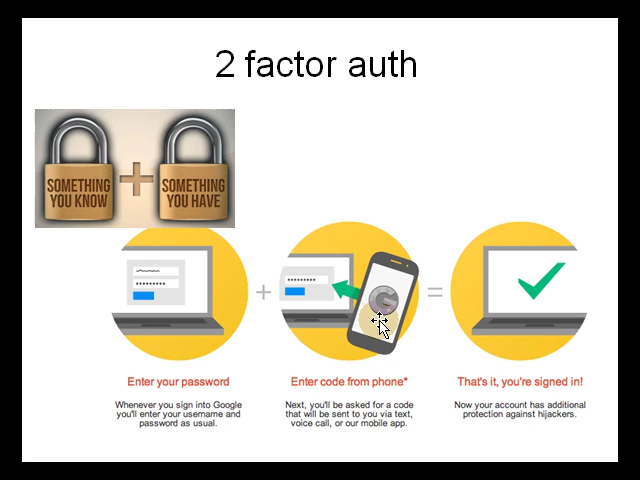 2 factor auth
SOMETHING
YOU KNOW
+
SOMETHING
YOU HAVE
+
G
=
Enter your password
Whenever you sign into Google
you'll enter your username and
password as usual.
Enter code from phone*
Next, you'll be asked for a code
that will be sent to you via text,
voice call, or our mobile app.
That's it, you're signed in!
Now your account has additional
protection against hijackers.